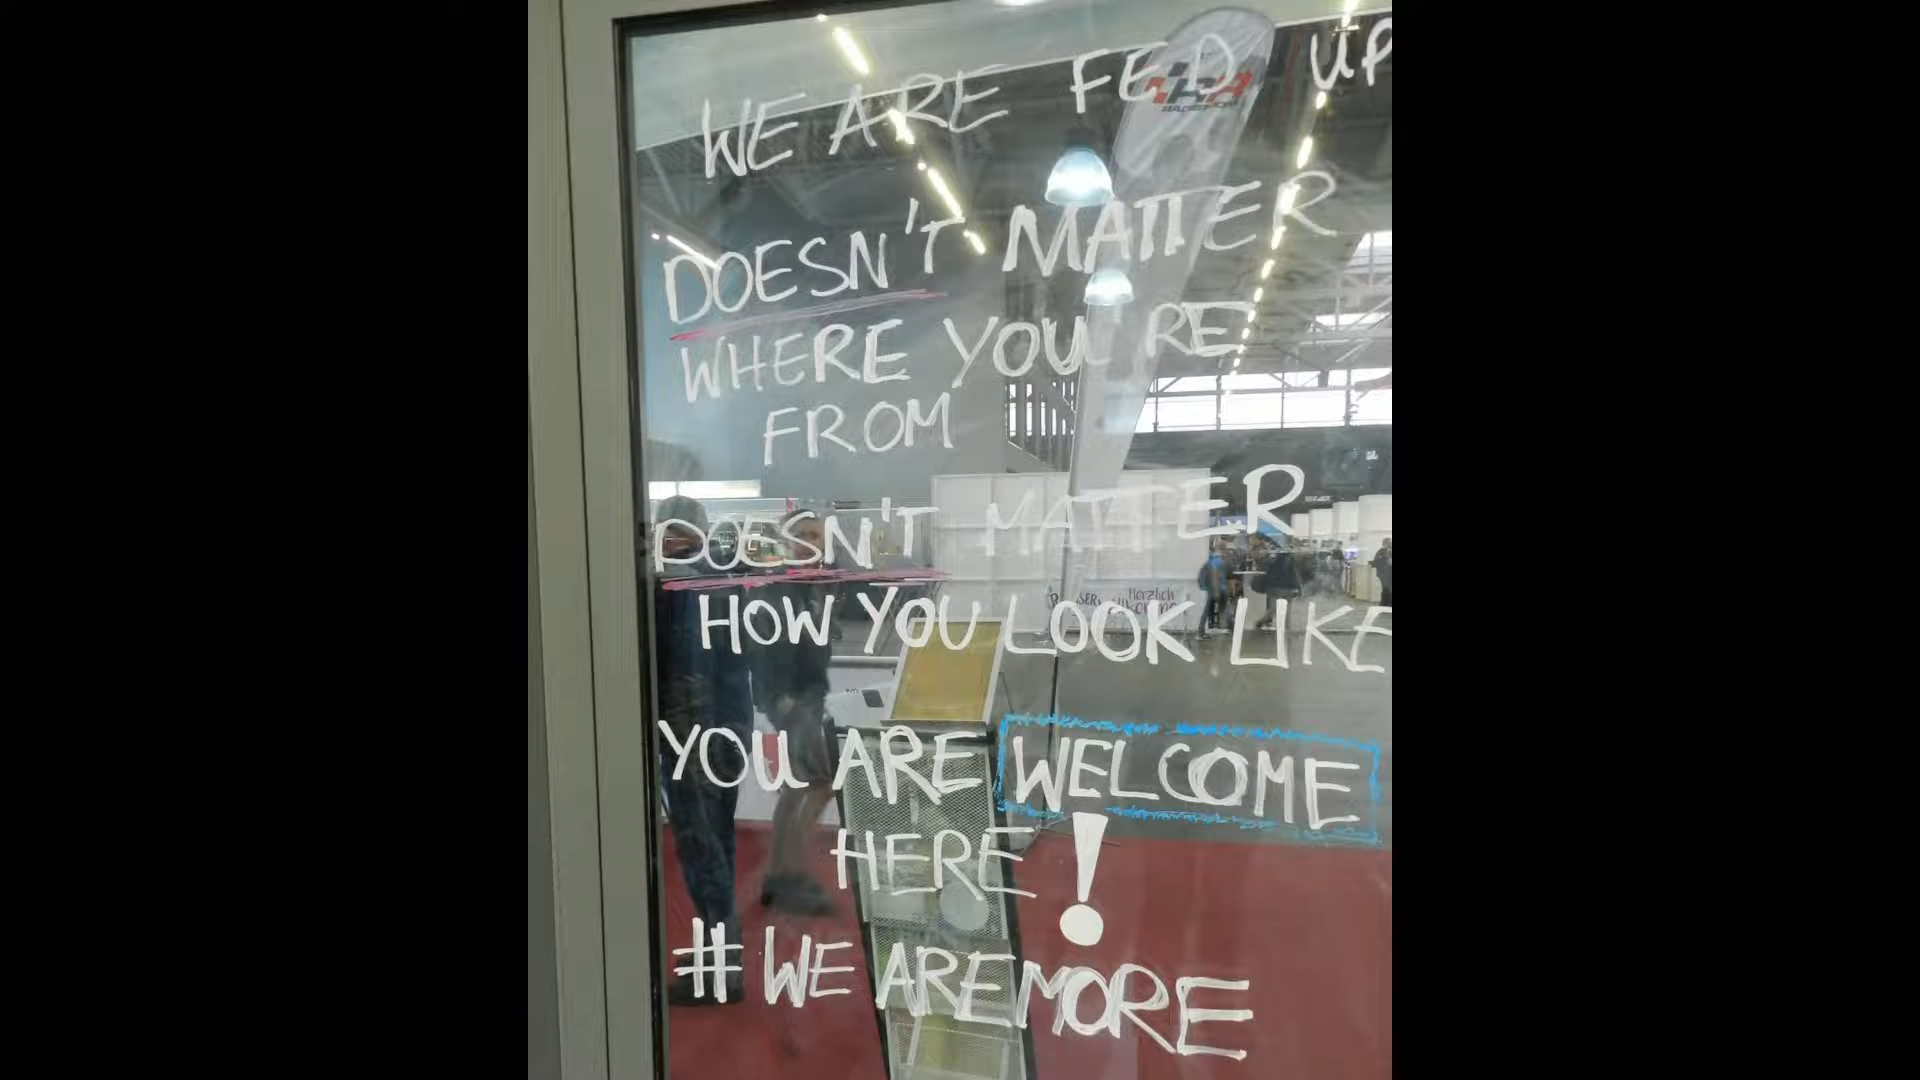 WE ARE FED UP
DOESN'T MATTER
WHERE YOU RE
FROM
DOESN'T MATTER
HOW YOU LOOK LIKE
YOU ARE WELCOME
HERE!
#WE ARE MORE
Herzlich